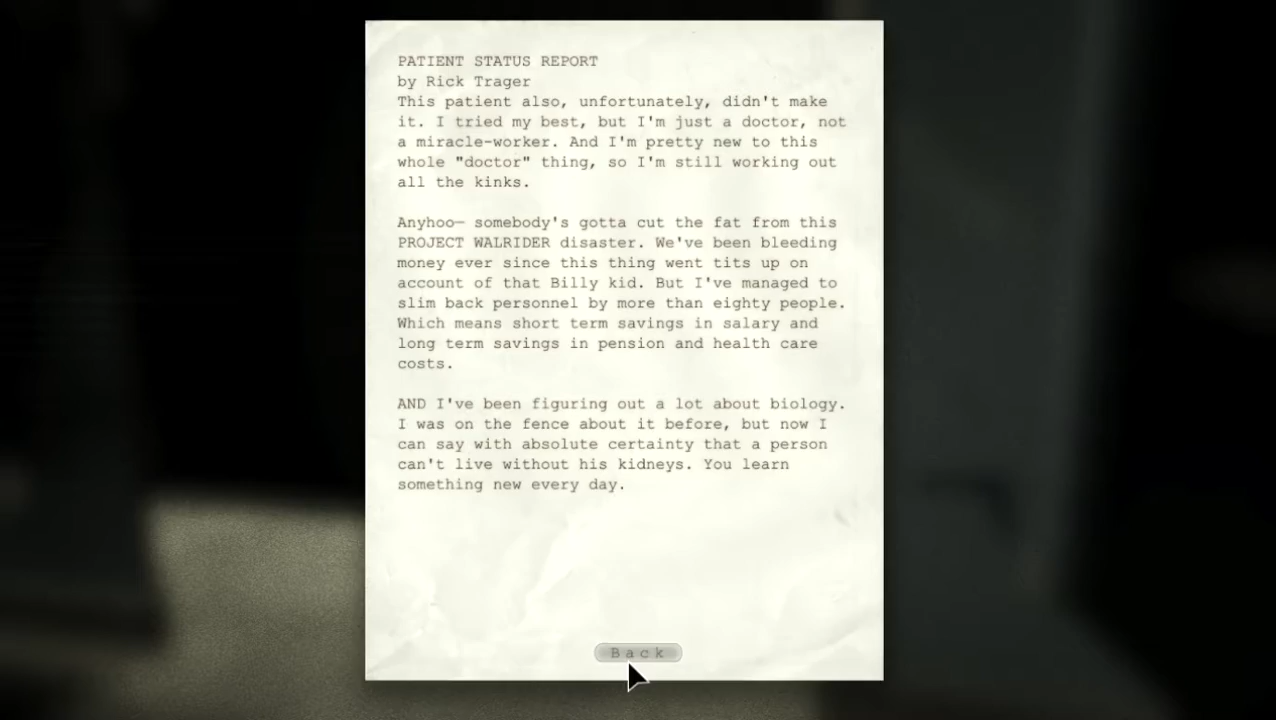 PATIENT STATUS REPORT
by Rick Trager
This patient also, unfortunately, didn't make
it. I tried my best, but I'm just a doctor, not
a miracle-worker. And I'm pretty new to this
whole "doctor" thing, so I'm still working out
all the kinks.
Anyhoo— somebody's gotta cut the fat from this
PROJECT WALRIDER disaster. We've been bleeding
money ever since this thing went tits up on
account of that Billy kid. But I've managed to
slim back personnel by more than eighty people.
Which means short term savings in salary and
long term savings in pension and health care
costs.
AND I've been figuring out a lot about biology.
I was on the fence about it before, but now I
can say with absolute certainty that a person
can't live without his kidneys. You learn
something new every day.
Back